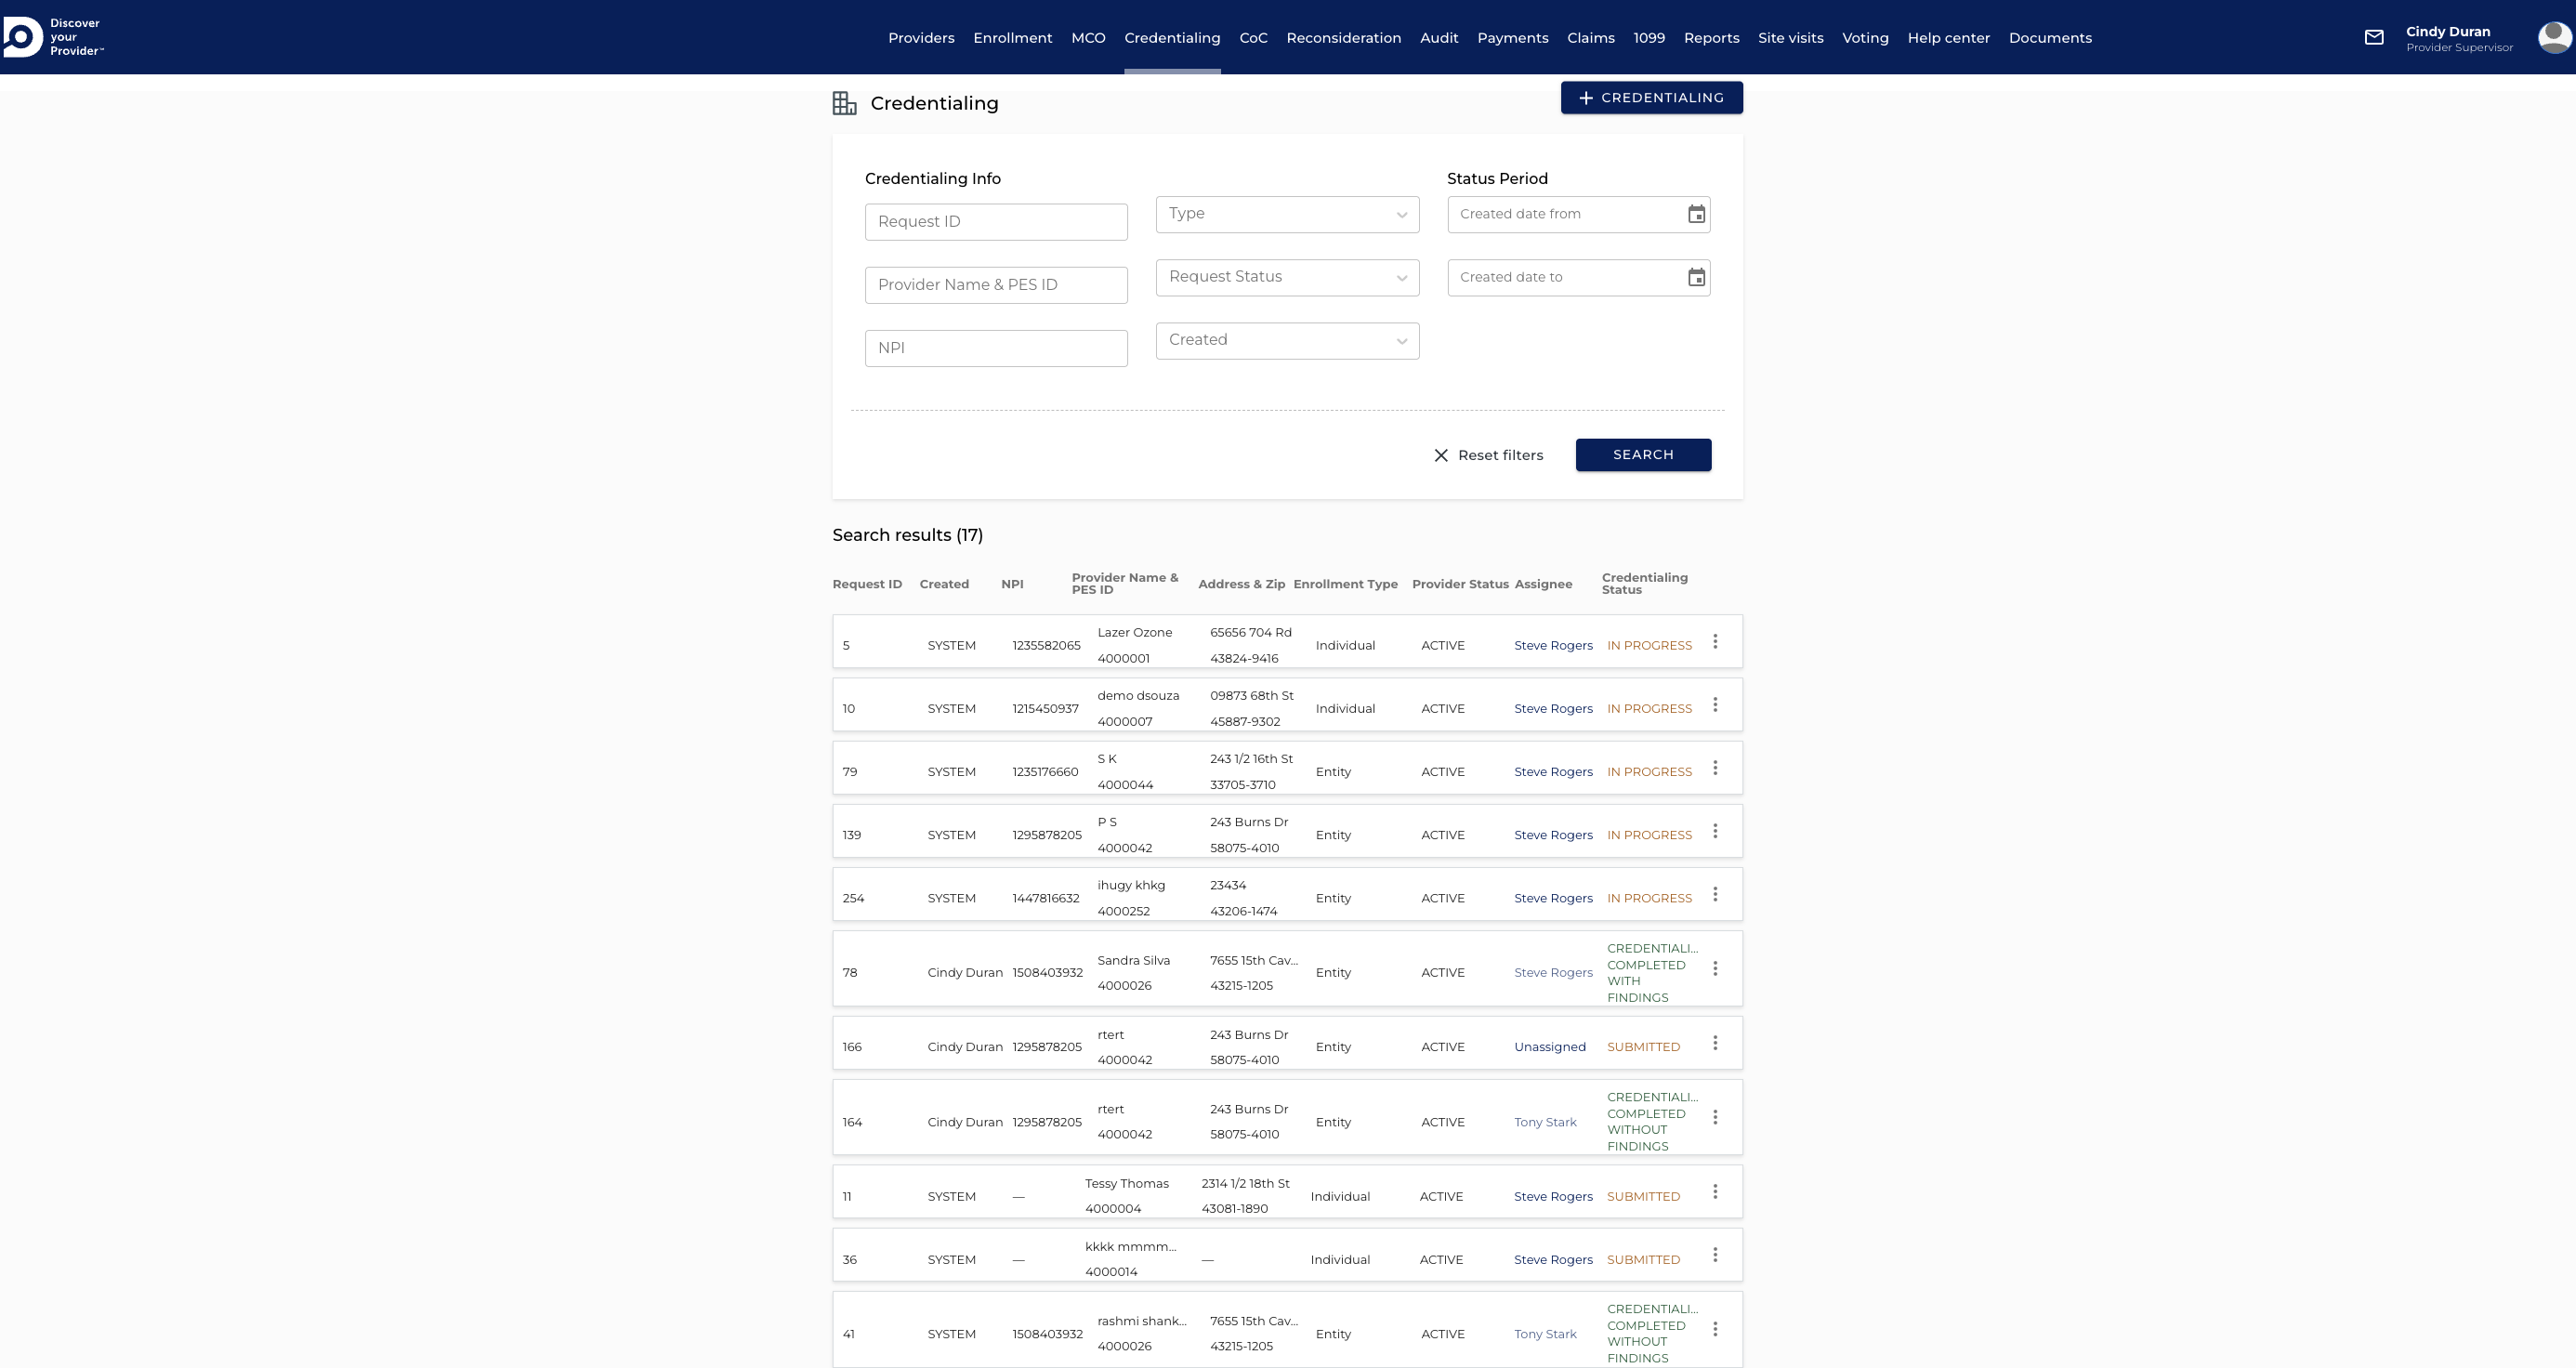 Discover
your
Provider™
Providers Enrollment MCO Credentialing CoC Reconsideration Audit Payments Claims 1099 Reports Site visits Voting Help center Documents
Cindy Duran
Provider Supervisor
Credentialing
CREDENTIALING
Credentialing Info
Status Period
Request ID
Type
Created date from
Provider Name & PES ID
Request Status
Created date to
NPI
Created
Reset filters
SEARCH
Search results (17)
Request ID Created NPI Provider Name & PES ID Address & Zip Enrollment Type Provider Status Assignee Credentialing Status
5 SYSTEM 1235582065 Lazer Ozone 4000001 65656 704 Rd 43824-9416 Individual ACTIVE Steve Rogers IN PROGRESS
10 SYSTEM 1215450937 demo dsouza 4000007 09873 68th St 45887-9302 Individual ACTIVE Steve Rogers IN PROGRESS
79 SYSTEM 1235176660 S K 4000044 243 1/2 16th St 33705-3710 Entity ACTIVE Steve Rogers IN PROGRESS
139 SYSTEM 1295878205 P S 4000042 243 Burns Dr 58075-4010 Entity ACTIVE Steve Rogers IN PROGRESS
254 SYSTEM 1447816632 ihugy khkg 4000252 23434 43206-1474 Entity ACTIVE Steve Rogers IN PROGRESS
78 Cindy Duran 1508403932 Sandra Silva 4000026 7655 15th Cav... 43215-1205 Entity ACTIVE Steve Rogers CREDENTIALI... COMPLETED WITH FINDINGS
166 Cindy Duran 1295878205 rtert 4000042 243 Burns Dr 58075-4010 Entity ACTIVE Unassigned SUBMITTED
164 Cindy Duran 1295878205 rtert 4000042 243 Burns Dr 58075-4010 Entity ACTIVE Tony Stark CREDENTIALI... COMPLETED WITHOUT FINDINGS
11 SYSTEM — Tessy Thomas 4000004 2314 1/2 18th St 43081-1890 Individual ACTIVE Steve Rogers SUBMITTED
36 SYSTEM — kkkk mmmm... 4000014 — Individual ACTIVE Steve Rogers SUBMITTED
41 SYSTEM 1508403932 rashmi shank... 4000026 7655 15th Cav... 43215-1205 Entity ACTIVE Tony Stark CREDENTIALI... COMPLETED WITHOUT FINDINGS